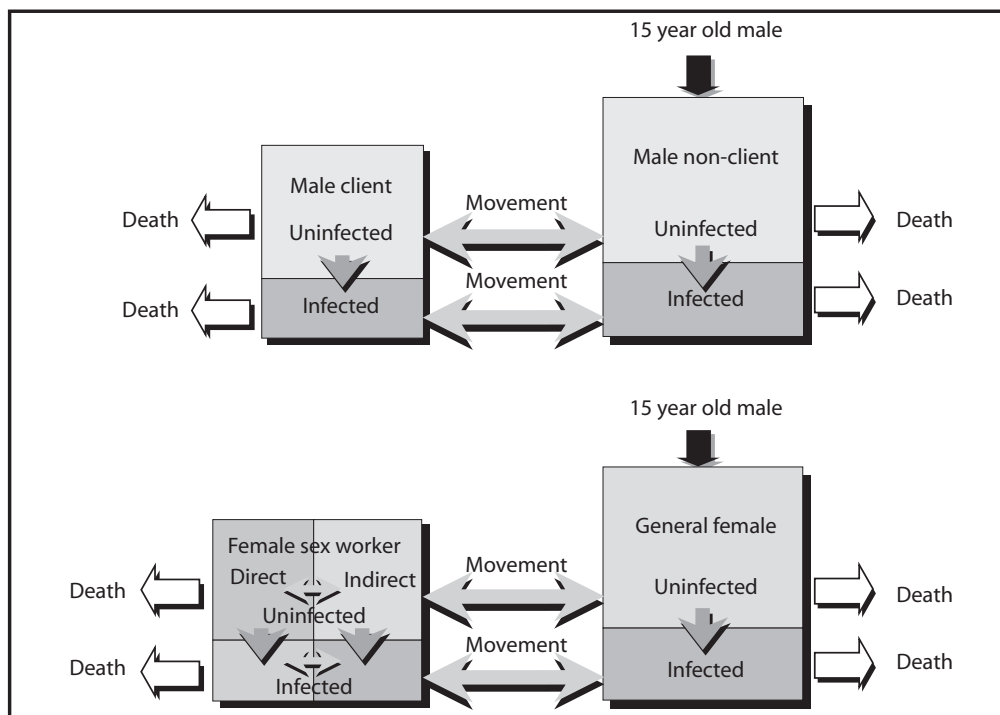 15 year old male
Male non-client
Male client
Movement
Death
Uninfected
Uninfected
Death
Movement
Death
Infected
Infected
Death
15 year old male
General female
Female sex worker
Direct
Indirect
Movement
Death
Uninfected
Uninfected
Death
Movement
Death
Infected
Infected
Death